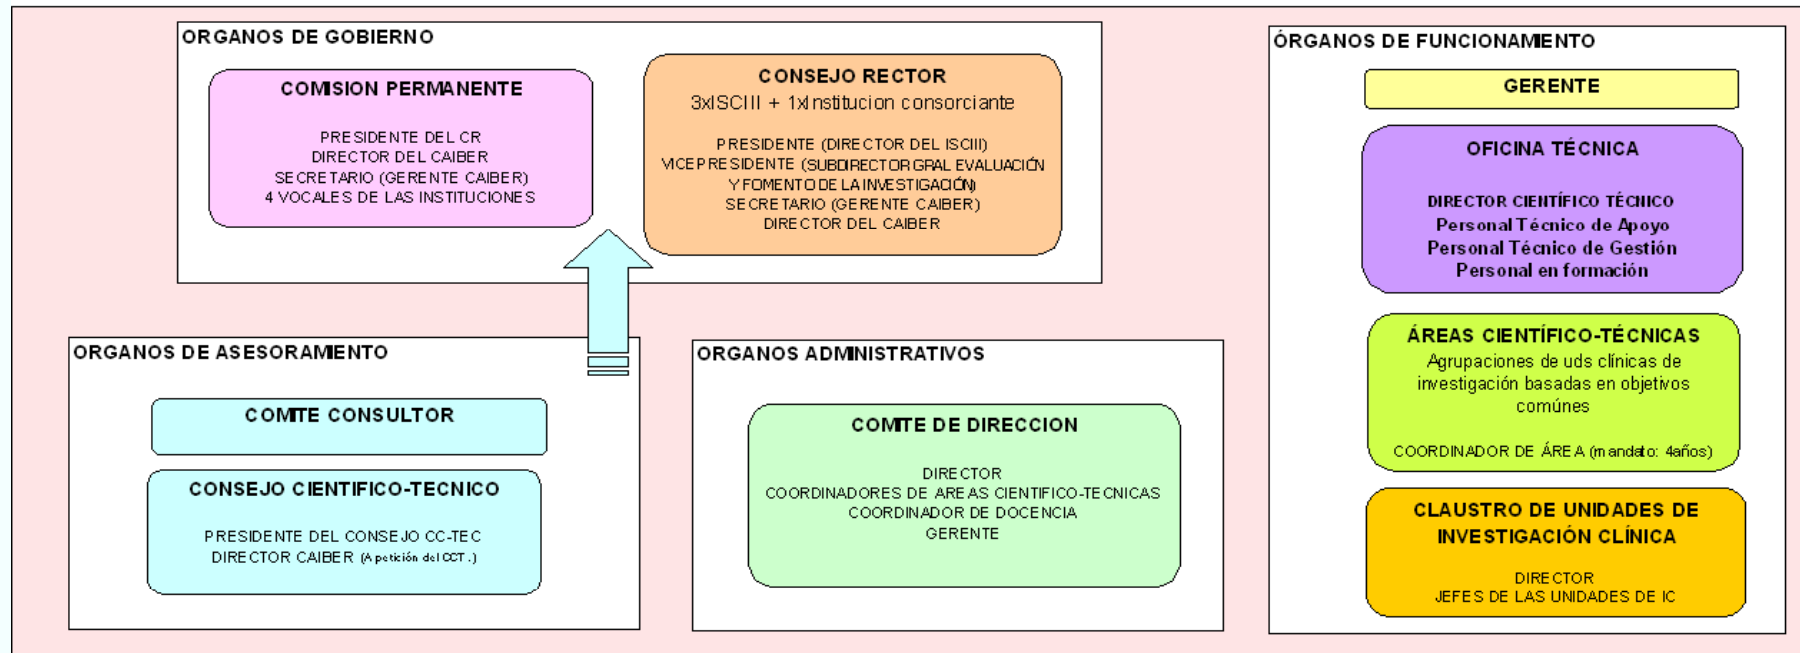 ORGANOS DE GOBIERNO
COMISION PERMANENTE
PRESIDENTE DEL CR
DIRECTOR DEL CAIBER
SECRETARIO (GERENTE CAIBER)
4 VOCALES DE LAS INSTITUCIONES
CONSEJO RECTOR
3xISCIII + 1xInstitucion consorciante
PRESIDENTE (DIRECTOR DEL ISCIII)
VICEPRESIDENTE (SUBDIRECTOR GRAL EVALUACIÓN
Y FOMENTO DE LA INVESTIGACIÓN)
SECRETARIO (GERENTE CAIBER)
DIRECTOR DEL CAIBER
ORGANOS DE ASESORAMIENTO
COMITE CONSULTOR
CONSEJO CIENTIFICO-TECNICO
PRESIDENTE DEL CONSEJO CC-TEC
DIRECTOR CAIBER (A petición del CCT.)
ORGANOS ADMINISTRATIVOS
COMITE DE DIRECCION
DIRECTOR
COORDINADORES DE AREAS CIENTIFICO-TECNICAS
COORDINADOR DE DOCENCIA
GERENTE
ÓRGANOS DE FUNCIONAMIENTO
GERENTE
OFICINA TÉCNICA
DIRECTOR CIENTÍFICO TÉCNICO
Personal Técnico de Apoyo
Personal Técnico de Gestión
Personal en formación
ÁREAS CIENTÍFICO-TÉCNICAS
Agrupaciones de uds clínicas de
investigación basadas en objetivos
comúnes
COORDINADOR DE ÁREA (mandato: 4años)
CLAUSTRO DE UNIDADES DE
INVESTIGACIÓN CLÍNICA
DIRECTOR
JEFES DE LAS UNIDADES DE IC